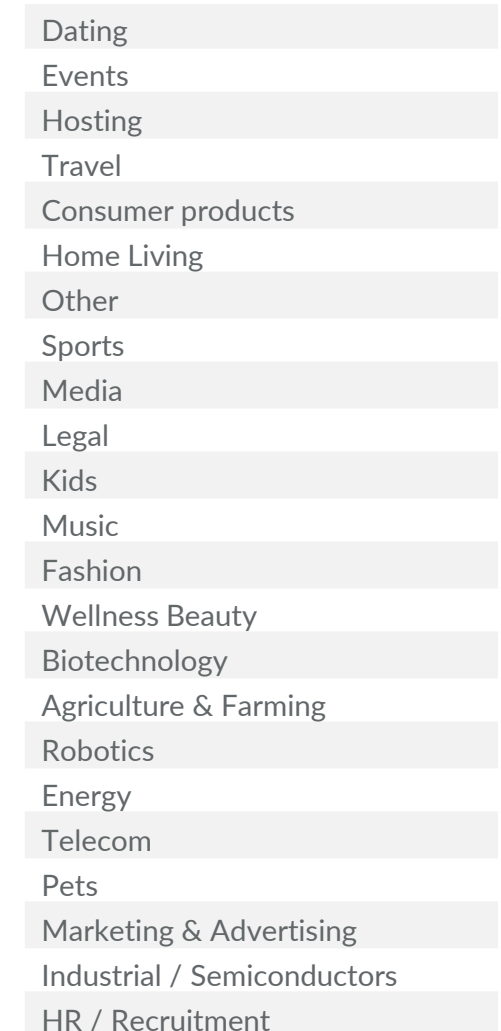 Dating
Events
Hosting
Travel
Consumer products
Home Living
Other
Sports
Media
Legal
Kids
Music
Fashion
Wellness Beauty
Biotechnology
Agriculture & Farming
Robotics
Energy
Telecom
Pets
Marketing & Advertising
Industrial / Semiconductors
HR / Recruitment